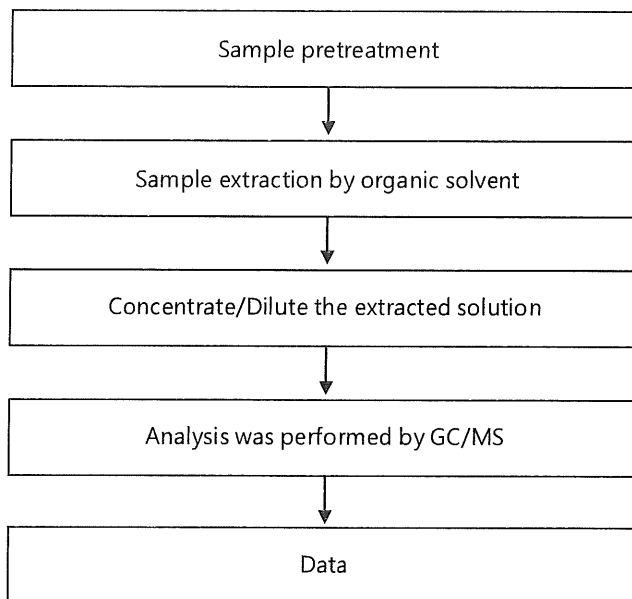 Sample pretreatment
Sample extraction by organic solvent
Concentrate/Dilute the extracted solution
Analysis was performed by GC/MS
Data